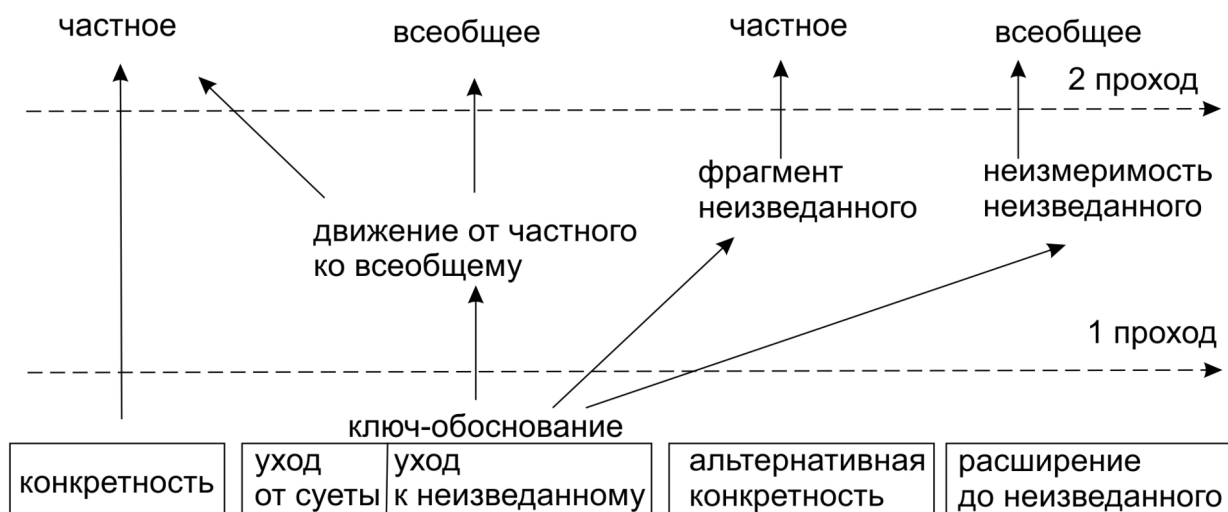 частное
всеобщее
частное
всеобщее
2 проход
фрагмент
неизведанного
неизмеримость
неизведанного
движение от частного
ко всеобщему
1 проход
ключ-обоснование
конкретность
уход
от суеты
уход
к неизведанному
альтернативная
конкретность
расширение
до неизведанного